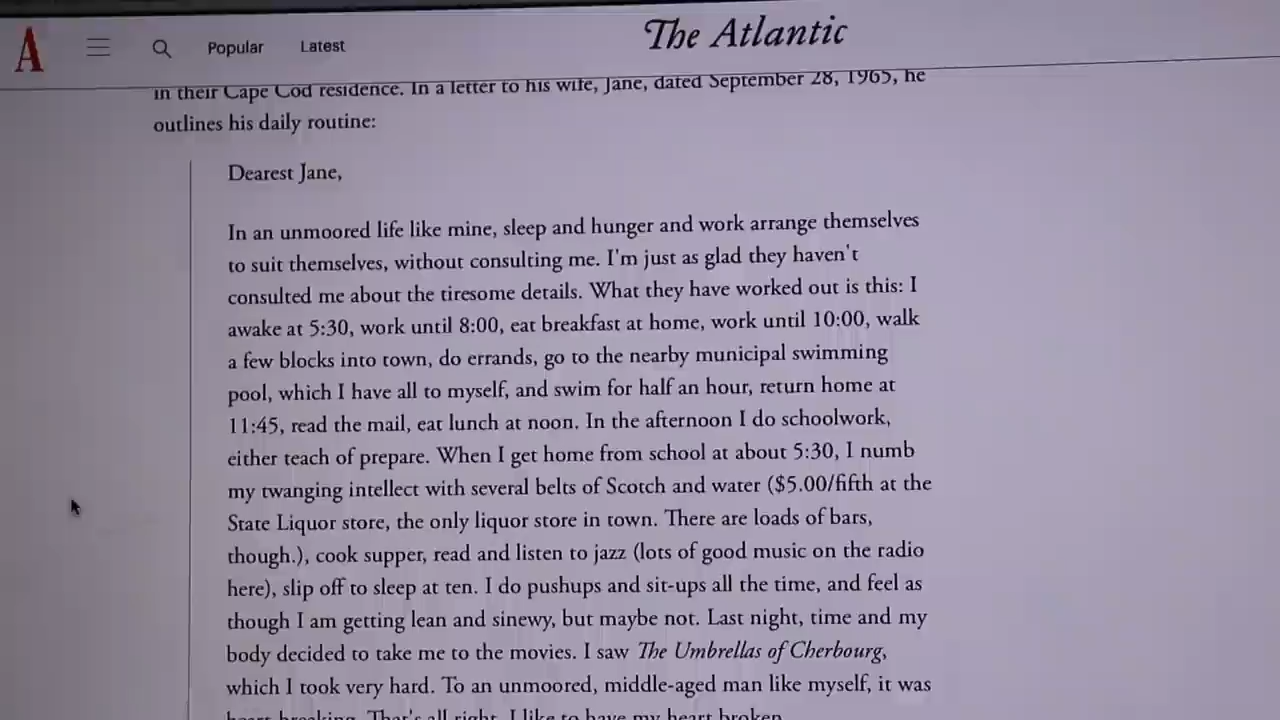 A
Popular
Latest
The Atlantic
in their Cape Cod residence. In a letter to his wife, Jane, dated September 28, 1965, he
outlines his daily routine:
Dearest Jane,
In an unmoored life like mine, sleep and hunger and work arrange themselves
to suit themselves, without consulting me. I'm just as glad they haven't
consulted me about the tiresome details. What they have worked out is this: I
awake at 5:30, work until 8:00, eat breakfast at home, work until 10:00, walk
a few blocks into town, do errands, go to the nearby municipal swimming
pool, which I have all to myself, and swim for half an hour, return home at
11:45, read the mail, eat lunch at noon. In the afternoon I do schoolwork,
either teach of prepare. When I get home from school at about 5:30, I numb
my twanging intellect with several belts of Scotch and water ($5.00/fifth at the
State Liquor store, the only liquor store in town. There are loads of bars,
though.), cook supper, read and listen to jazz (lots of good music on the radio
here), slip off to sleep at ten. I do pushups and sit-ups all the time, and feel as
though I am getting lean and sinewy, but maybe not. Last night, time and my
body decided to take me to the movies. I saw The Umbrellas of Cherbourg,
which I took very hard. To an unmoored, middle-aged man like myself, it was
heart breaking. That's all right. I like to have my heart broken.